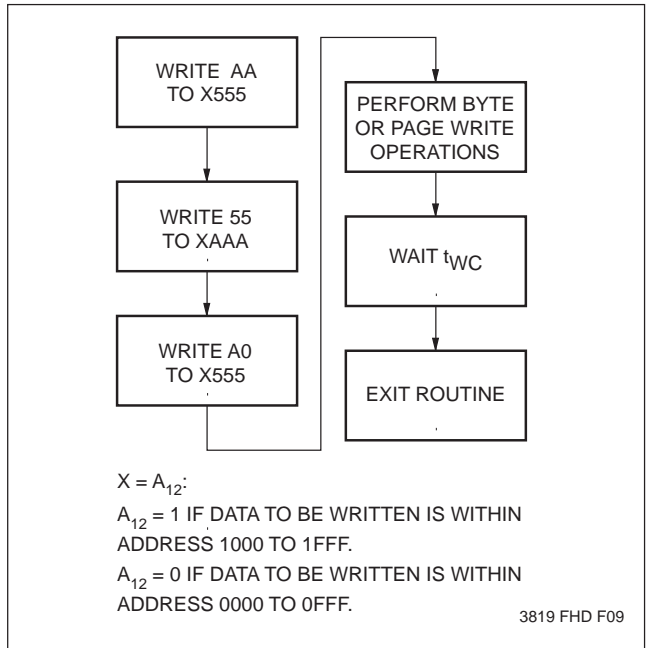 WRITE AA
TO X555
WRITE 55
TO XAAA
WRITE A0
TO X555
PERFORM BYTE
OR PAGE WRITE
OPERATIONS
WAIT tWC
EXIT ROUTINE
X = A12:
A12 = 1 IF DATA TO BE WRITTEN IS WITHIN
ADDRESS 1000 TO 1FFF.
A12 = 0 IF DATA TO BE WRITTEN IS WITHIN
ADDRESS 0000 TO 0FFF.
3819 FHD F09